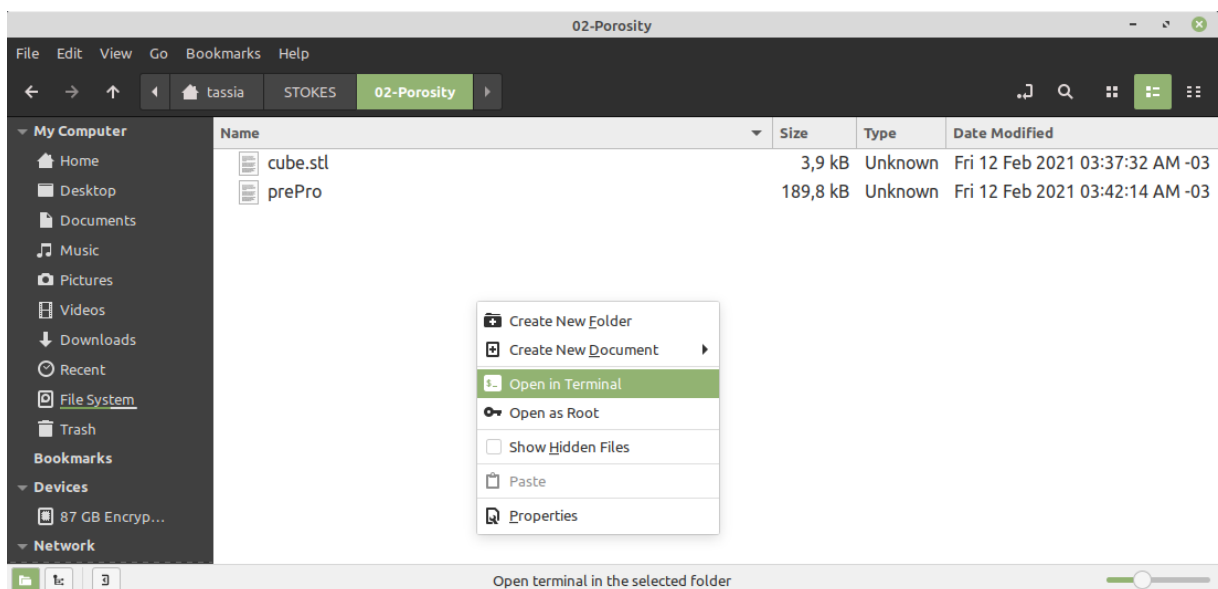 02-Porosity
File Edit View Go Bookmarks Help
tassia STOKES 02-Porosity
My Computer
Home
Desktop
Documents
Music
Pictures
Videos
Downloads
Recent
File System
Trash
Bookmarks
Devices
87 GB Encryp...
Network
Name Size Type Date Modified
cube.stl 3,9 kB Unknown Fri 12 Feb 2021 03:37:32 AM -03
prePro 189,8 kB Unknown Fri 12 Feb 2021 03:42:14 AM -03
Create New Folder
Create New Document
Open in Terminal
Open as Root
Show Hidden Files
Paste
Properties
Open terminal in the selected folder